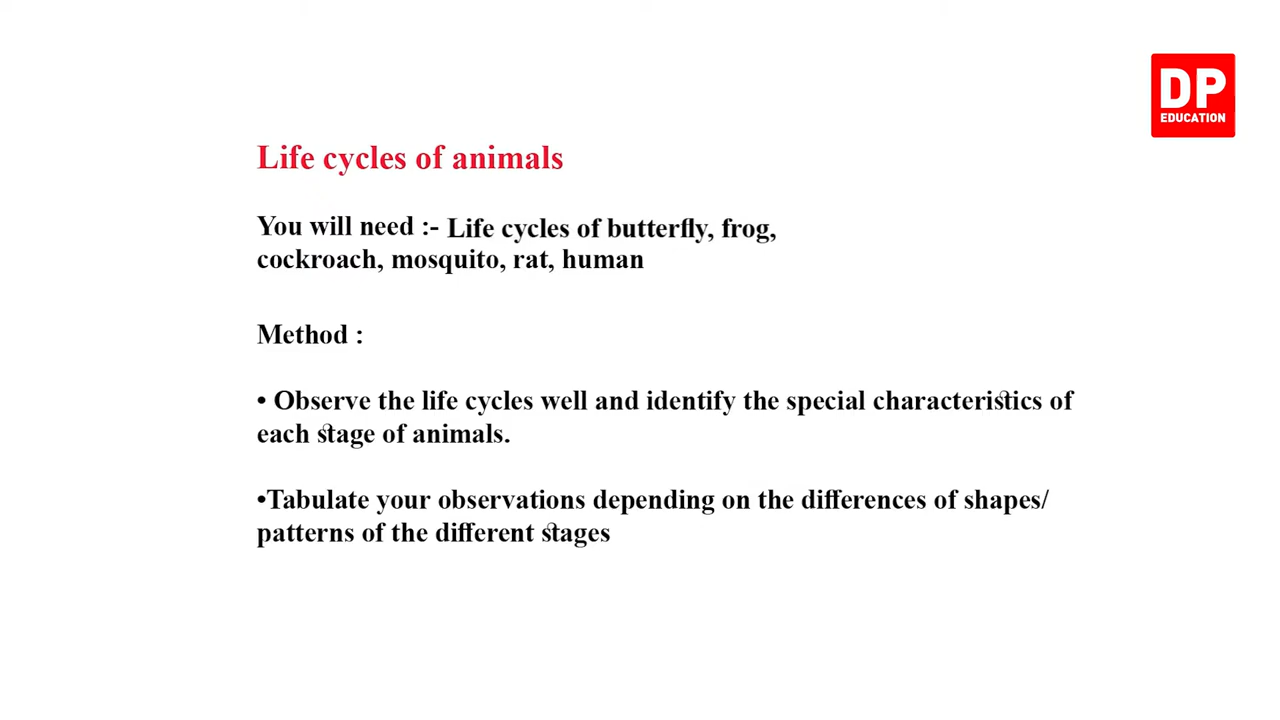 DP
EDUCATION
Life cycles of animals
You will need :- Life cycles of butterfly, frog,
cockroach, mosquito, rat, human
Method :
• Observe the life cycles well and identify the special characteristics of
each stage of animals.
•Tabulate your observations depending on the differences of shapes/
patterns of the different stages